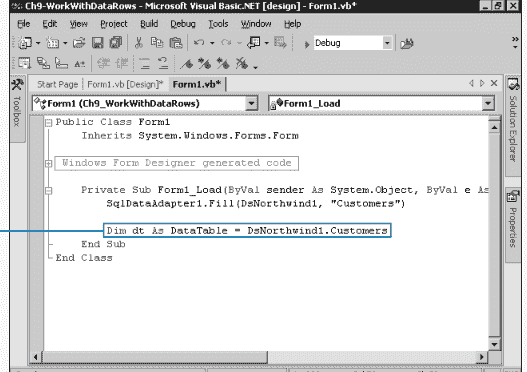 Ch9-WorkWithDataRows - Microsoft Visual Basic.NET [design] - Form1.vb*
File Edit View Project Build Debug Tools Window Help
Debug
Start Page Form1.vb [Design]* Form1.vb*
Form1 (Ch9_WorkWithDataRows) Form1_Load
Toolbox
Solution Explorer
Properties
Public Class Form1
Inherits System.Windows.Forms.Form
Windows Form Designer generated code
Private Sub Form1_Load(ByVal sender As System.Object, ByVal e As
SqlDataAdapter1.Fill(DsNorthwind1, "Customers")
Dim dt As DataTable = DsNorthwind1.Customers
End Sub
End Class